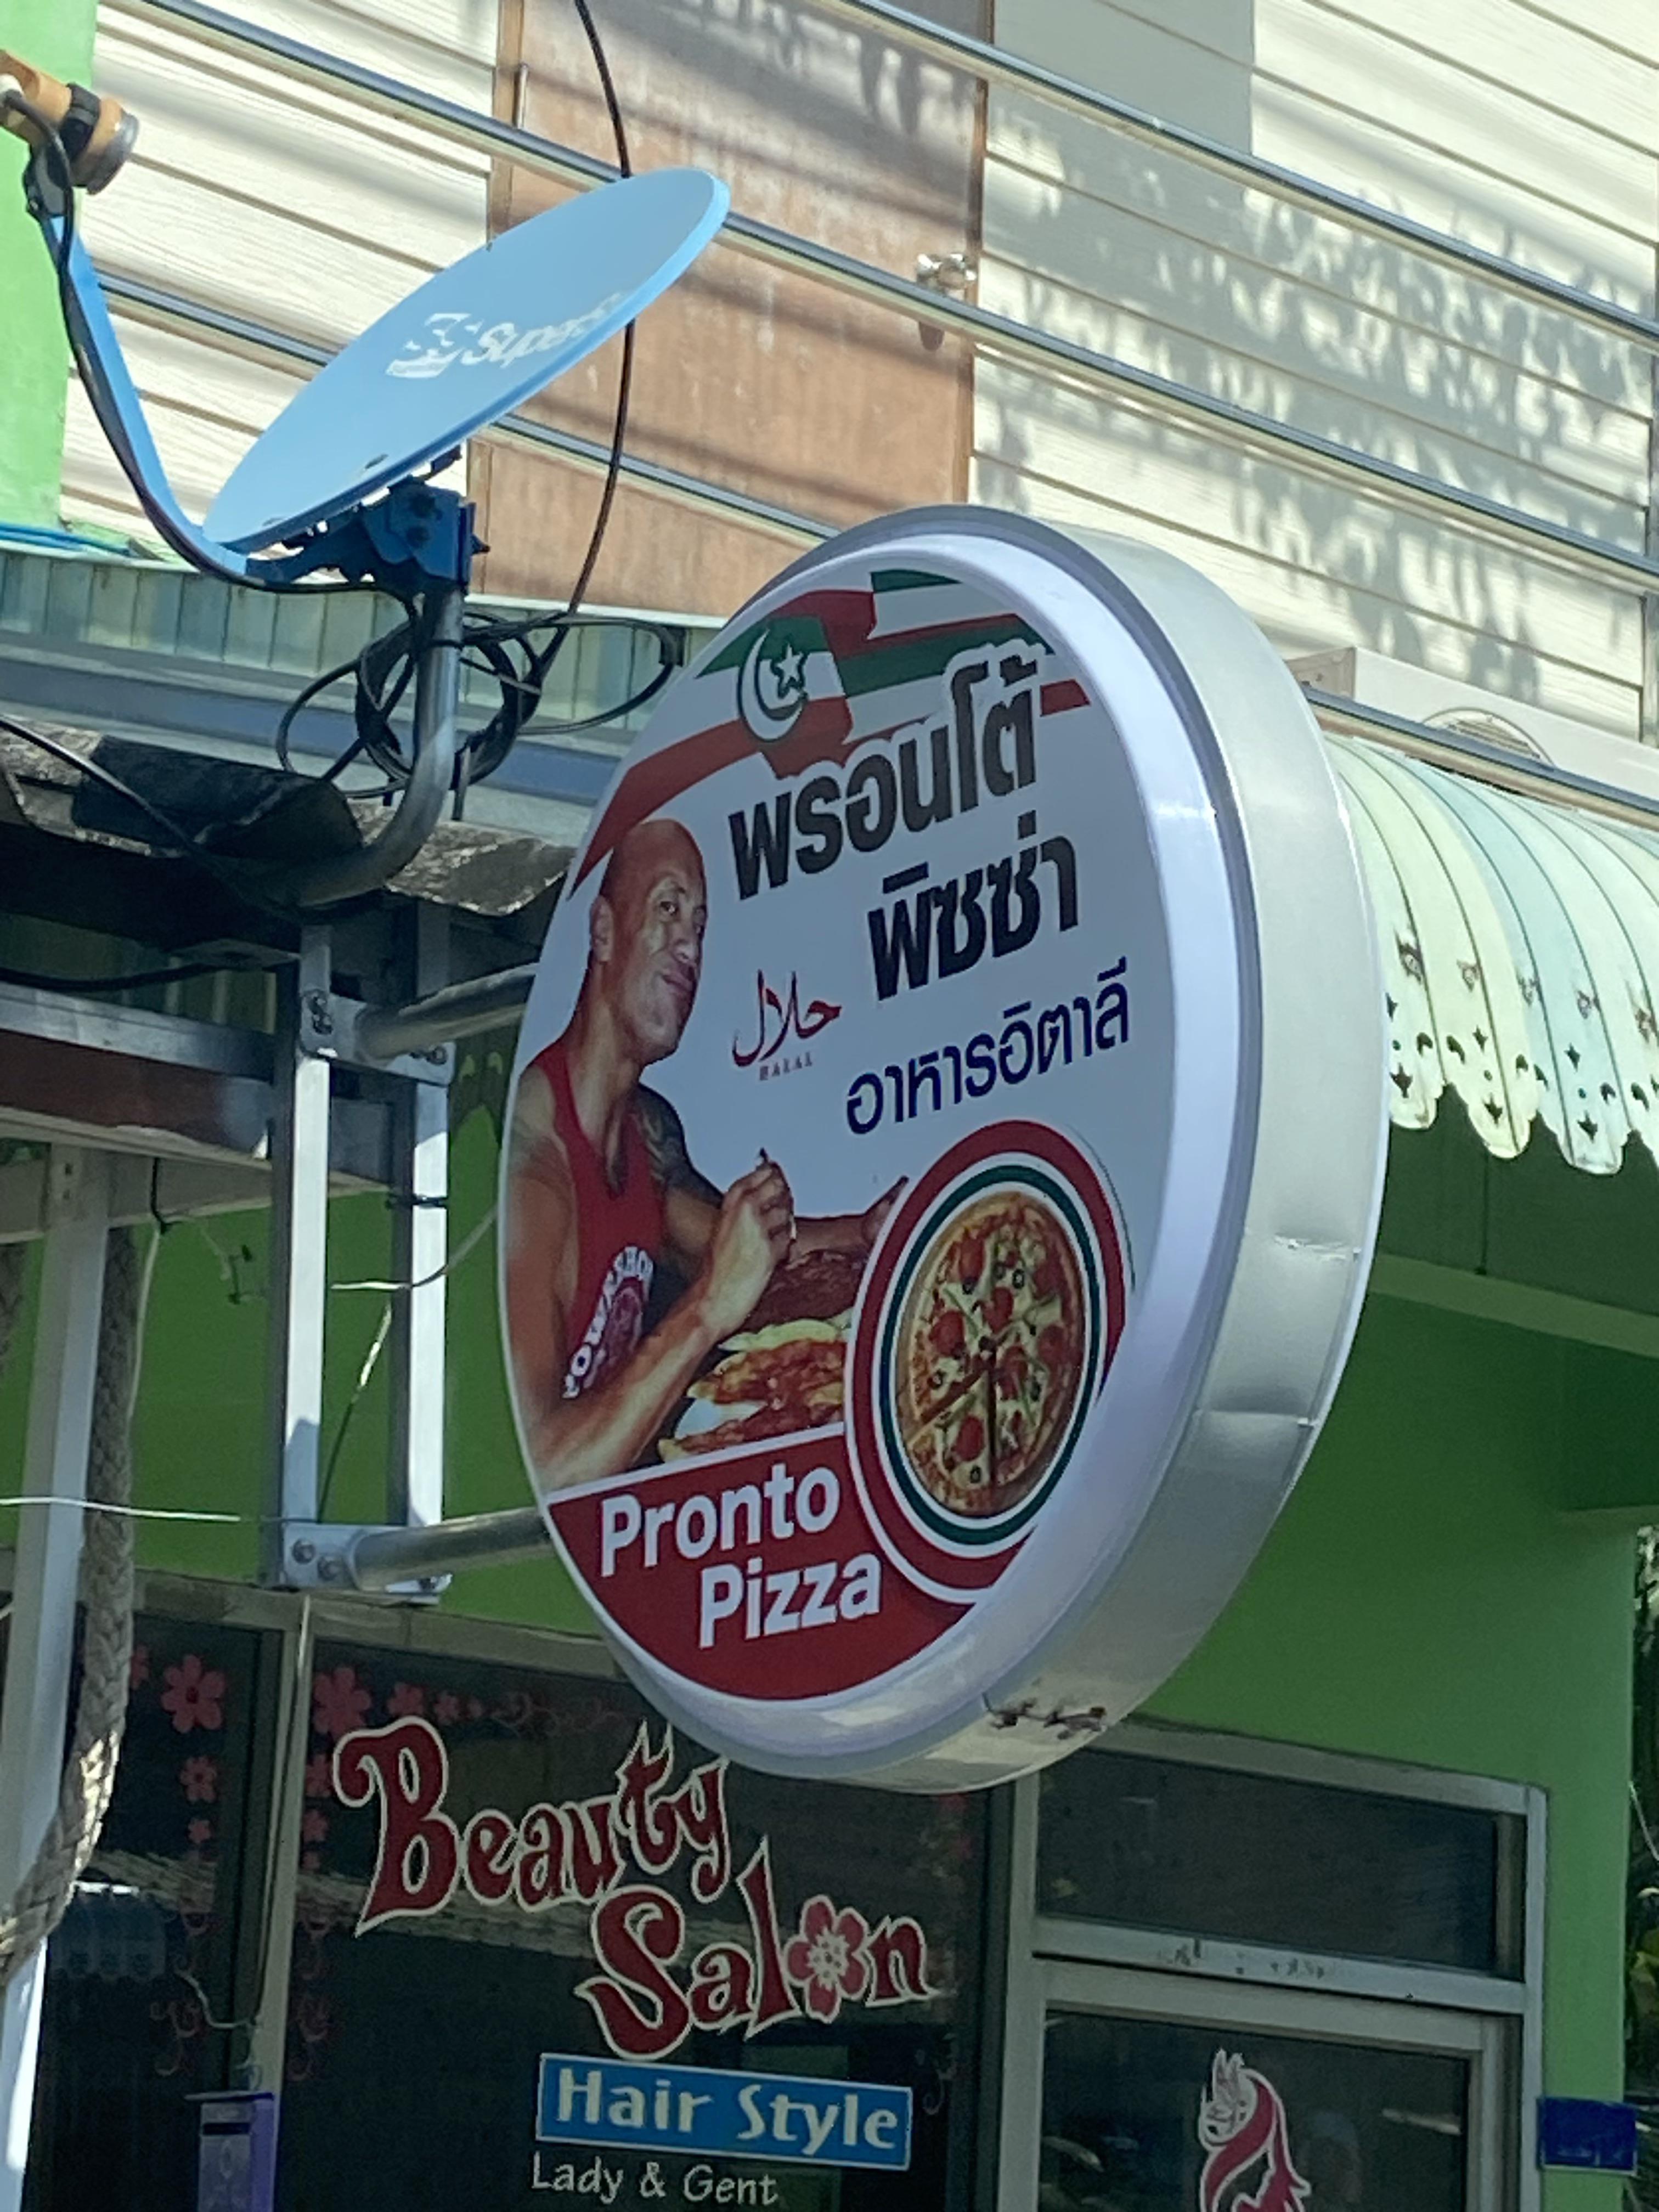 พรอนโต้
พิซซ่า
حلال
HALAL
อาหารอิตาลี
Pronto
Pizza
Beauty
Salon
Hair Style
Lady & Gent